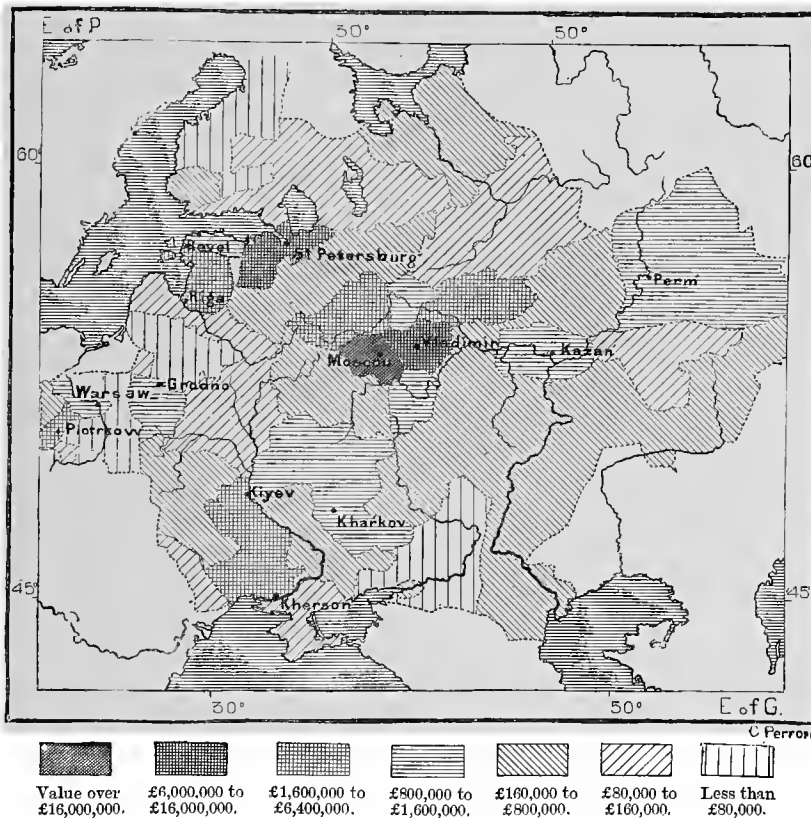 E of P
30°
50°
60°
60
Revel
St Petersburg
Riga
Perm
Vladimir
Moscou
Kazan
Grodno
Warsaw
Piotrkow
Kiyev
Kharkov
45°
45°
Kherson
30°
50°
E of G.
C Perron
Value over
£16,000,000.
£6,000,000 to
£16,000,000.
£1,600,000 to
£6,400,000.
£800,000 to
£1,600,000.
£160,000 to
£800,000.
£80,000 to
£160,000.
Less than
£80,000.